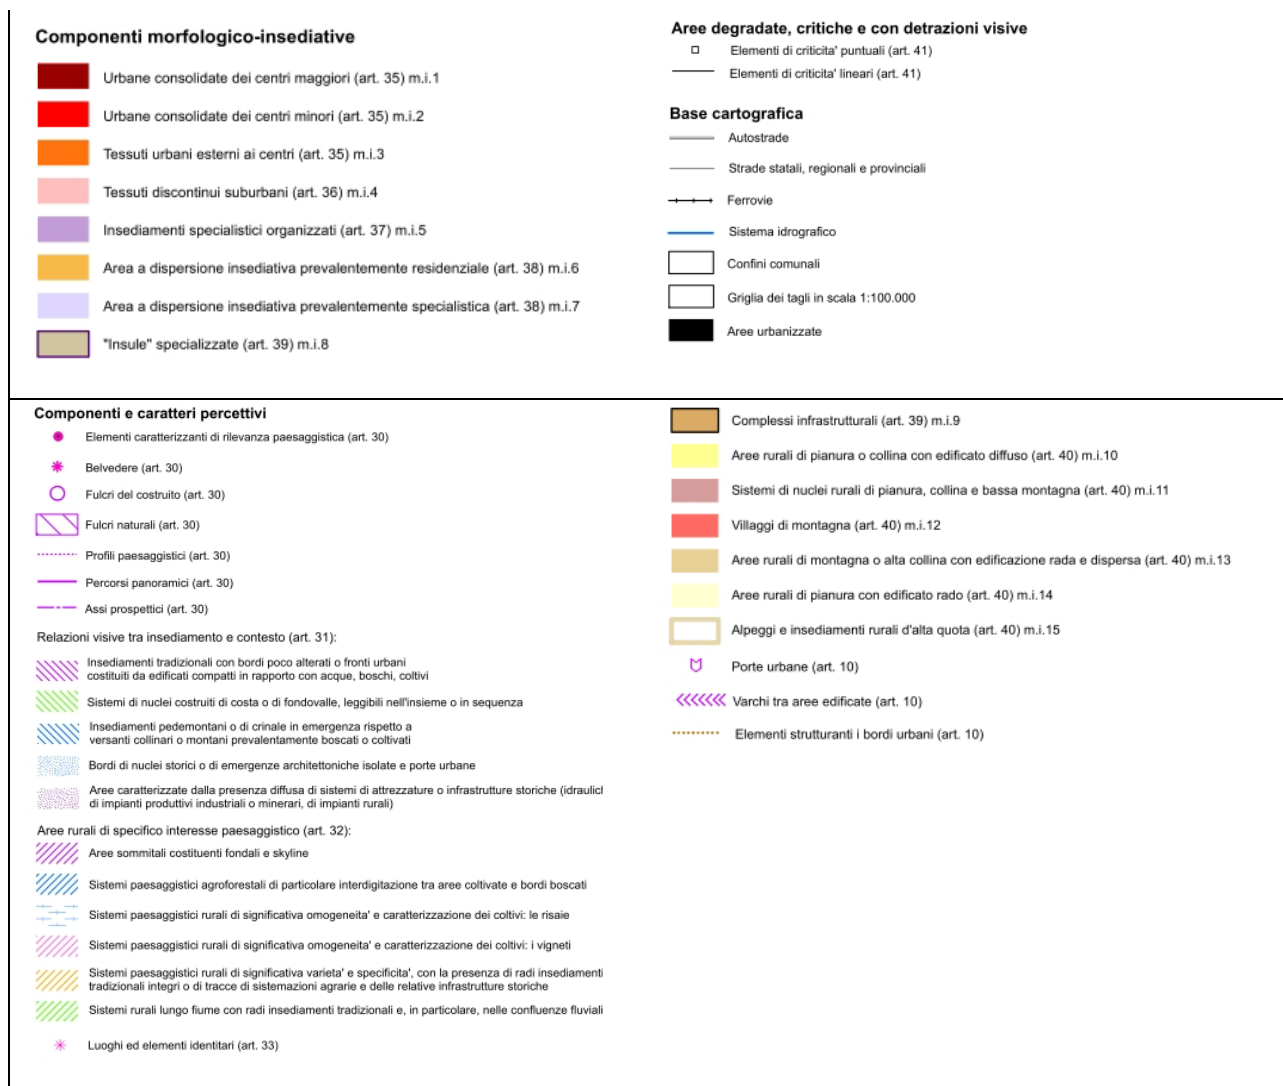 Componenti morfologico-insediative
Urbane consolidate dei centri maggiori (art. 35) m.i.1
Urbane consolidate dei centri minori (art. 35) m.i.2
Tessuti urbani esterni ai centri (art. 35) m.i.3
Tessuti discontinui suburbani (art. 36) m.i.4
Insediamenti specialistici organizzati (art. 37) m.i.5
Area a dispersione insediativa prevalentemente residenziale (art. 38) m.i.6
Area a dispersione insediativa prevalentemente specialistica (art. 38) m.i.7
"Insule" specializzate (art. 39) m.i.8
Aree degradate, critiche e con detrazioni visive
Elementi di criticita' puntuali (art. 41)
Elementi di criticita' lineari (art. 41)
Base cartografica
Autostrade
Strade statali, regionali e provinciali
Ferrovie
Sistema idrografico
Confini comunali
Griglia dei tagli in scala 1:100.000
Aree urbanizzate
Componenti e caratteri percettivi
Elementi caratterizzanti di rilevanza paesaggistica (art. 30)
Belvedere (art. 30)
Fulcri del costruito (art. 30)
Fulcri naturali (art. 30)
Profili paesaggistici (art. 30)
Percorsi panoramici (art. 30)
Assi prospettici (art. 30)
Relazioni visive tra insediamento e contesto (art. 31):
Insediamenti tradizionali con bordi poco alterati o fronti urbani
costituiti da edificati compatti in rapporto con acque, boschi, coltivi
Sistemi di nuclei costruiti di costa o di fondovalle, leggibili nell'insieme o in sequenza
Insediamenti pedemontani o di crinale in emergenza rispetto a
versanti collinari o montani prevalentemente boscati o coltivati
Bordi di nuclei storici o di emergenze architettoniche isolate e porte urbane
Aree caratterizzate dalla presenza diffusa di sistemi di attrezzature o infrastrutture storiche (idraulich
di impianti produttivi industriali o minerari, di impianti rurali)
Aree rurali di specifico interesse paesaggistico (art. 32):
Aree sommitali costituenti fondali e skyline
Sistemi paesaggistici agroforestali di particolare interdigitazione tra aree coltivate e bordi boscati
Sistemi paesaggistici rurali di significativa omogeneita' e caratterizzazione dei coltivi: le risaie
Sistemi paesaggistici rurali di significativa omogeneita' e caratterizzazione dei coltivi: i vigneti
Sistemi paesaggistici rurali di significativa varieta' e specificita', con la presenza di radi insediamenti
tradizionali integri o di tracce di sistemazioni agrarie e delle relative infrastrutture storiche
Sistemi rurali lungo fiume con radi insediamenti tradizionali e, in particolare, nelle confluenze fluviali
Luoghi ed elementi identitari (art. 33)
Complessi infrastrutturali (art. 39) m.i.9
Aree rurali di pianura o collina con edificato diffuso (art. 40) m.i.10
Sistemi di nuclei rurali di pianura, collina e bassa montagna (art. 40) m.i.11
Villaggi di montagna (art. 40) m.i.12
Aree rurali di montagna o alta collina con edificazione rada e dispersa (art. 40) m.i.13
Aree rurali di pianura con edificato rado (art. 40) m.i.14
Alpeggi e insediamenti rurali d'alta quota (art. 40) m.i.15
Porte urbane (art. 10)
Varchi tra aree edificate (art. 10)
Elementi strutturanti i bordi urbani (art. 10)